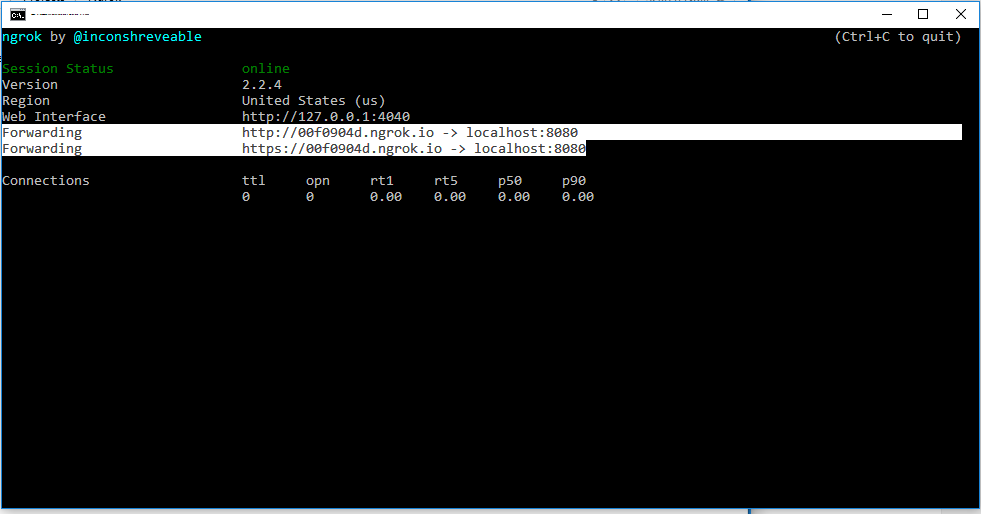 ngrok by @inconshreveable (Ctrl+C to quit)
Session Status online
Version 2.2.4
Region United States (us)
Web Interface http://127.0.0.1:4040
Forwarding http://00f0904d.ngrok.io -> localhost:8080
Forwarding https://00f0904d.ngrok.io -> localhost:8080
Connections ttl opn rt1 rt5 p50 p90
0 0 0.00 0.00 0.00 0.00